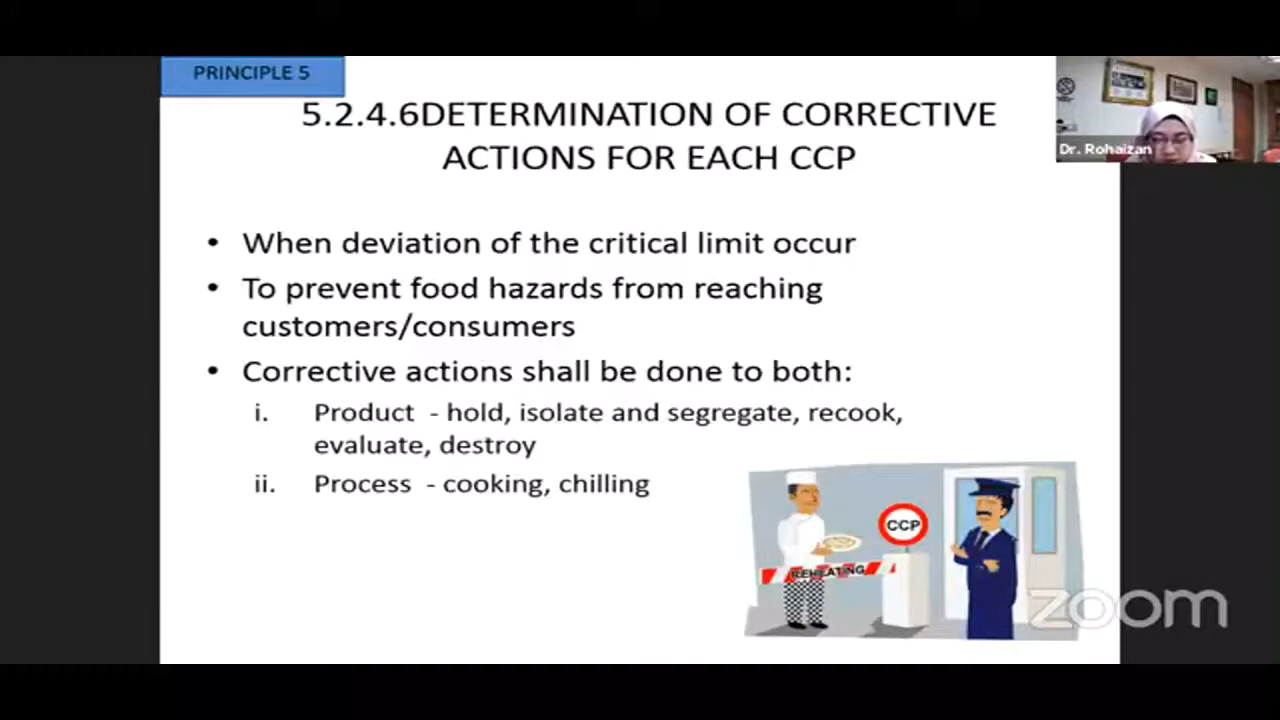 PRINCIPLE 5
5.2.4.6DETERMINATION OF CORRECTIVE
ACTIONS FOR EACH CCP
Dr. Rohaizan
• When deviation of the critical limit occur
• To prevent food hazards from reaching
customers/consumers
• Corrective actions shall be done to both:
i. Product - hold, isolate and segregate, recook,
evaluate, destroy
ii. Process - cooking, chilling
CCP
REHEATING
zoom